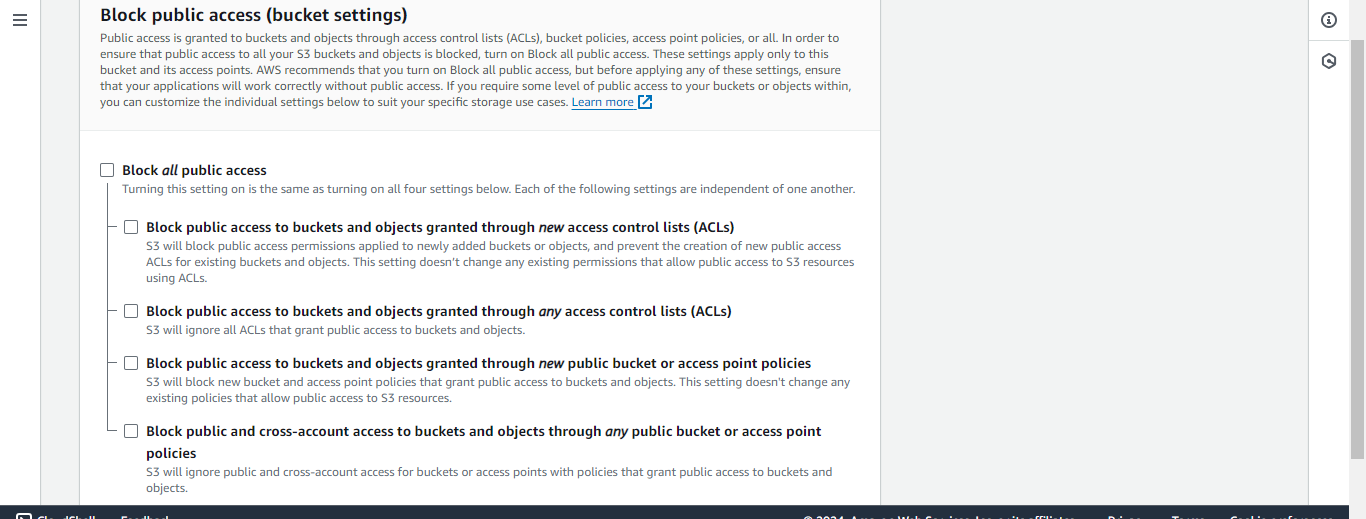 Block public access (bucket settings)
Public access is granted to buckets and objects through access control lists (ACLs), bucket policies, access point policies, or all. In order to
ensure that public access to all your S3 buckets and objects is blocked, turn on Block all public access. These settings apply only to this
bucket and its access points. AWS recommends that you turn on Block all public access, but before applying any of these settings, ensure
that your applications will work correctly without public access. If you require some level of public access to your buckets or objects within,
you can customize the individual settings below to suit your specific storage use cases. Learn more
Block all public access
Turning this setting on is the same as turning on all four settings below. Each of the following settings are independent of one another.
Block public access to buckets and objects granted through new access control lists (ACLs)
S3 will block public access permissions applied to newly added buckets or objects, and prevent the creation of new public access
ACLs for existing buckets and objects. This setting doesn't change any existing permissions that allow public access to S3 resources
using ACLs.
Block public access to buckets and objects granted through any access control lists (ACLs)
S3 will ignore all ACLs that grant public access to buckets and objects.
Block public access to buckets and objects granted through new public bucket or access point policies
S3 will block new bucket and access point policies that grant public access to buckets and objects. This setting doesn't change any
existing policies that allow public access to S3 resources.
Block public and cross-account access to buckets and objects through any public bucket or access point
policies
S3 will ignore public and cross-account access for buckets or access points with policies that grant public access to buckets and
objects.
CloudShell Feedback © 2024, Amazon Web Services, Inc. or its affiliates. Privacy Terms Cookie preferences